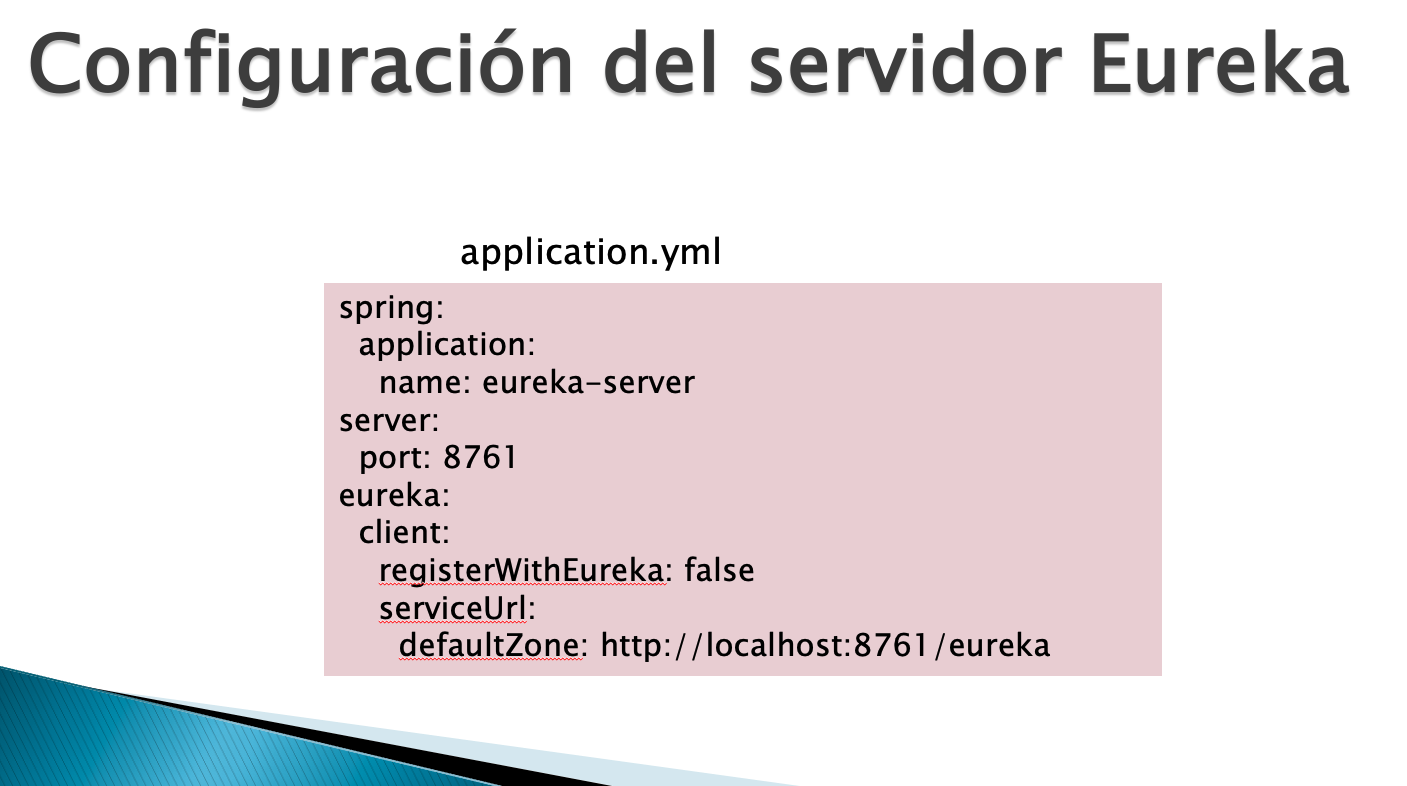 Configuración del servidor Eureka
application.yml
spring:
  application:
    name: eureka-server
server:
  port: 8761
eureka:
  client:
    registerWithEureka: false
    serviceUrl:
      defaultZone: http://localhost:8761/eureka